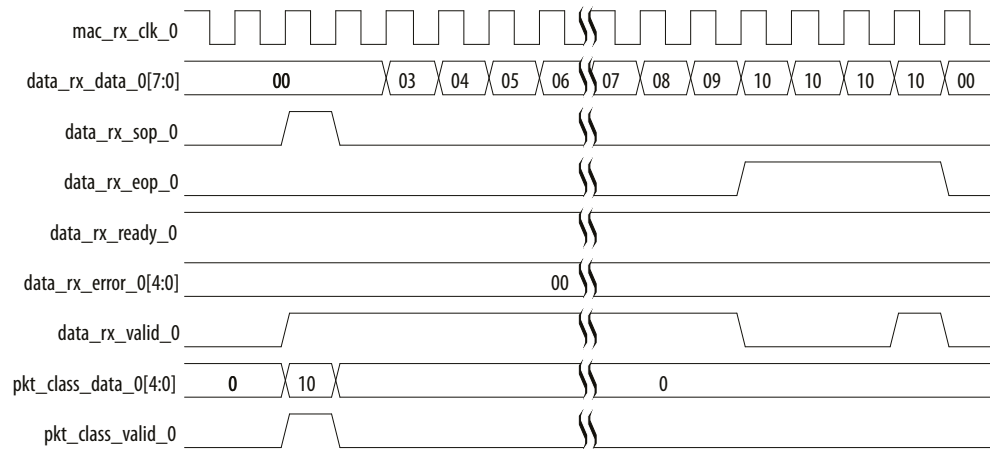 mac_rx_clk_0
data_rx_data_0[7:0] 00 03 04 05 06 07 08 09 10 10 10 10 00
data_rx_sop_0
data_rx_eop_0
data_rx_ready_0
data_rx_error_0[4:0] 00
data_rx_valid_0
pkt_class_data_0[4:0] 0 10 0
pkt_class_valid_0